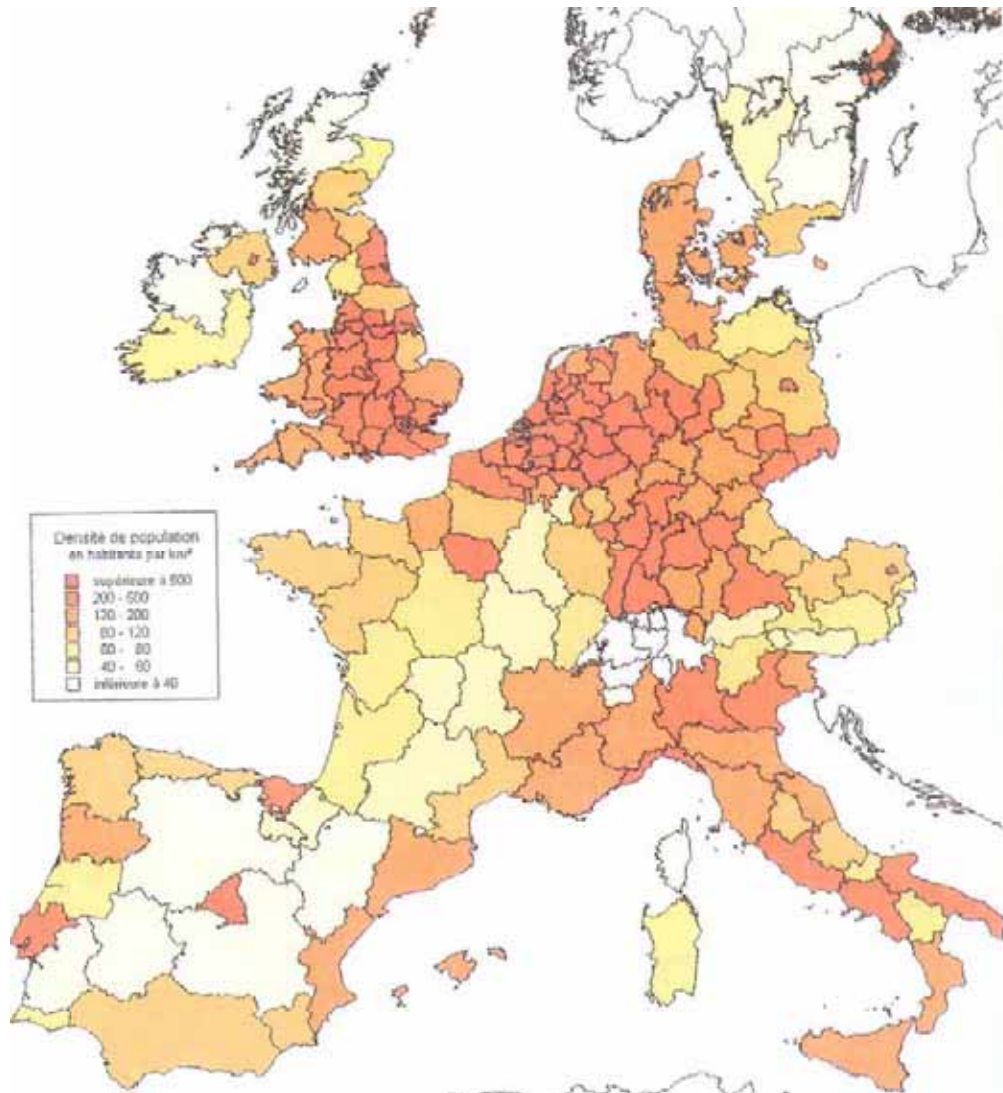 Densité de population
en habitants par km²
supérieure à 500
200 - 500
120 - 200
80 - 120
60 - 80
40 - 60
inférieure à 40